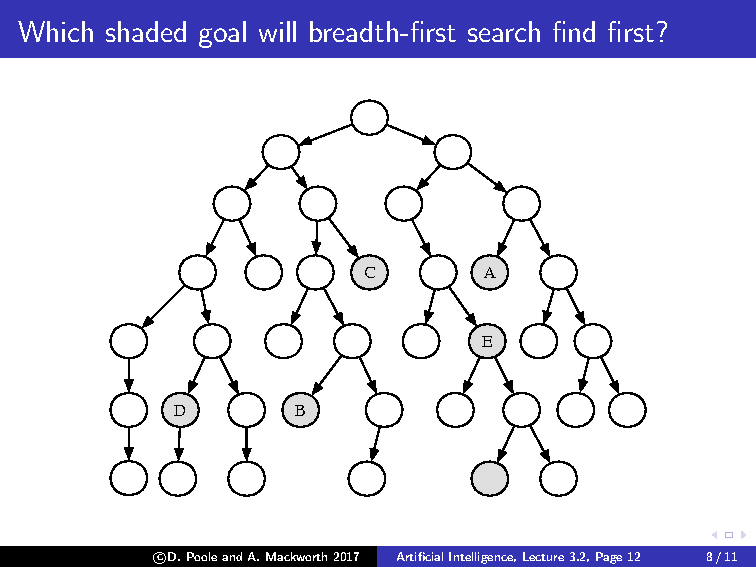 Which shaded goal will breadth-first search find first?
C
A
E
D
B
©D. Poole and A. Mackworth 2017
Artificial Intelligence, Lecture 3.2, Page 12
8 / 11